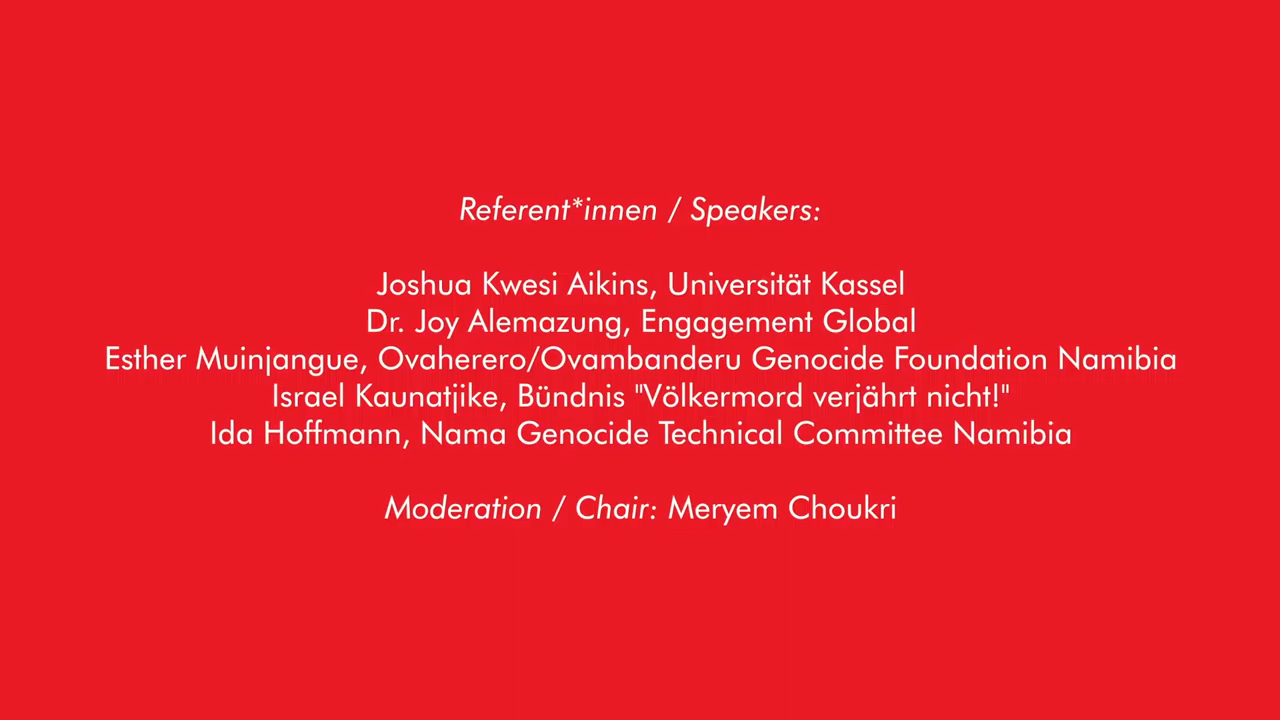 Referent*innen / Speakers:
Joshua Kwesi Aikins, Universität Kassel
Dr. Joy Alemazung, Engagement Global
Esther Muinjangue, Ovaherero/Ovambanderu Genocide Foundation Namibia
Israel Kaunatjike, Bündnis "Völkermord verjährt nicht!"
Ida Hoffmann, Nama Genocide Technical Committee Namibia
Moderation / Chair: Meryem Choukri